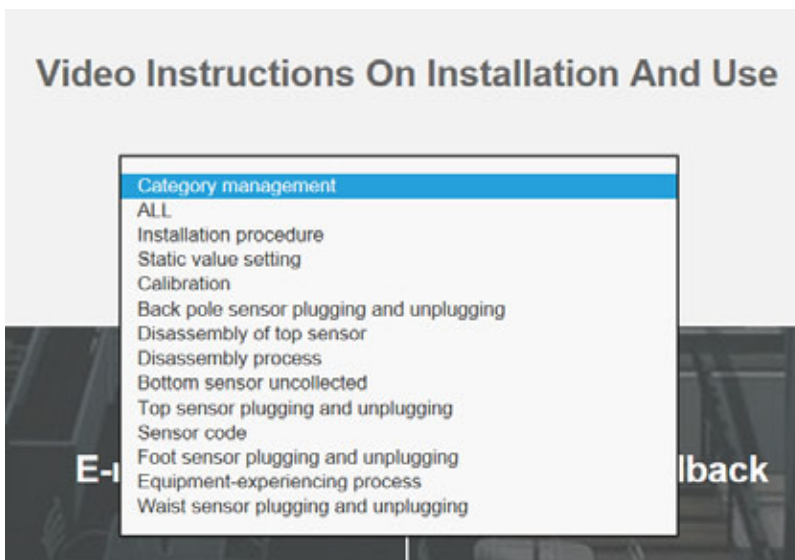 Video Instructions On Installation And Use
Category management
ALL
Installation procedure
Static value setting
Calibration
Back pole sensor plugging and unplugging
Disassembly of top sensor
Disassembly process
Bottom sensor uncollected
Top sensor plugging and unplugging
Sensor code
Foot sensor plugging and unplugging
Equipment-experiencing process
Waist sensor plugging and unplugging